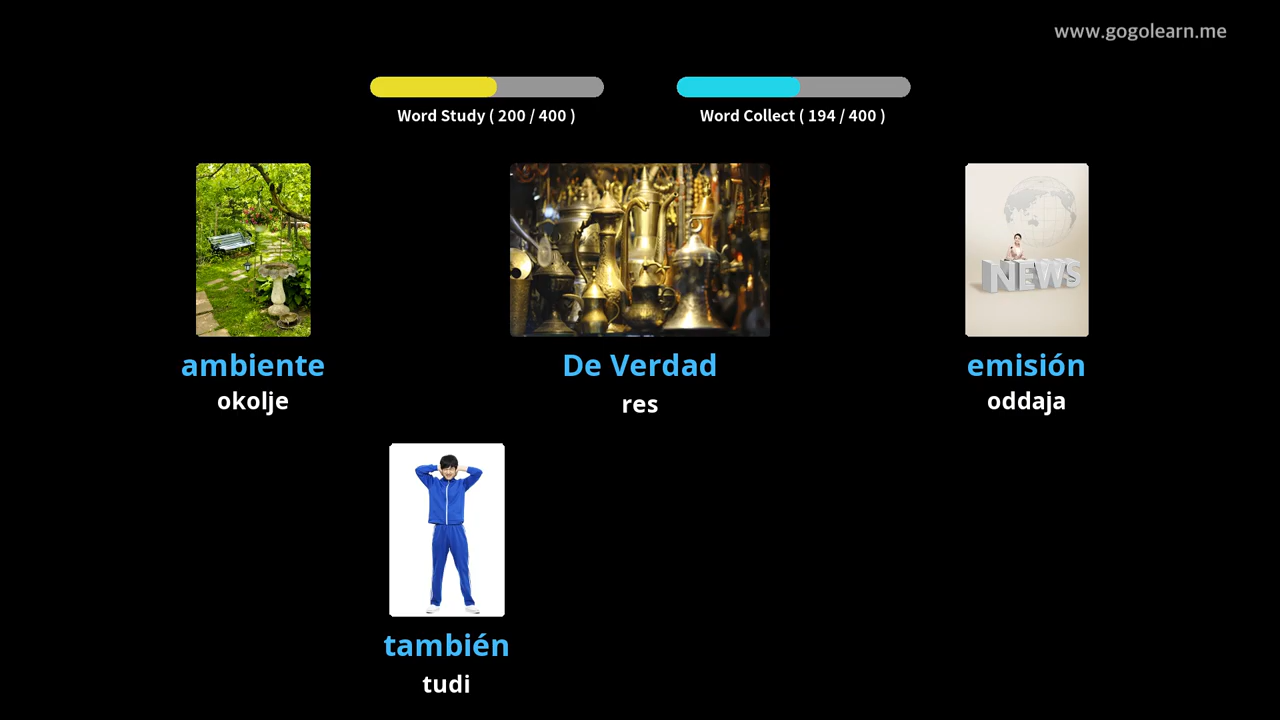 www.gogolearn.me
Word Study ( 200 / 400 )
Word Collect ( 194 / 400 )
NEWS
ambiente
okolje
De Verdad
res
emisión
oddaja
también
tudi